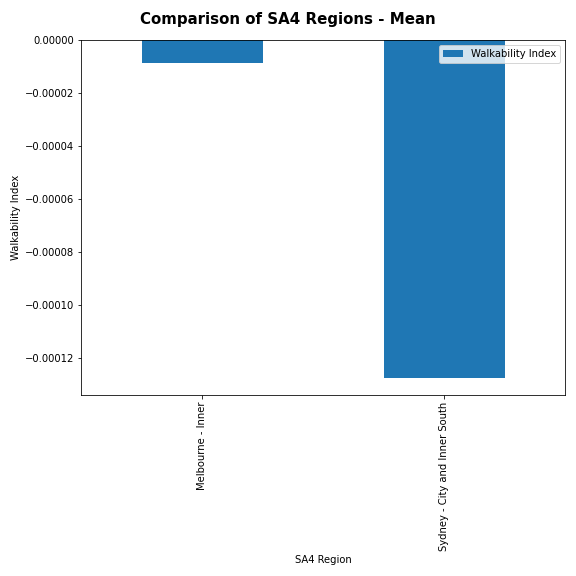 Comparison of SA4 Regions - Mean
Walkability Index
0.00000
−0.00002
−0.00004
−0.00006
−0.00008
−0.00010
−0.00012
Walkability Index
Melbourne - Inner
Sydney - City and Inner South
SA4 Region